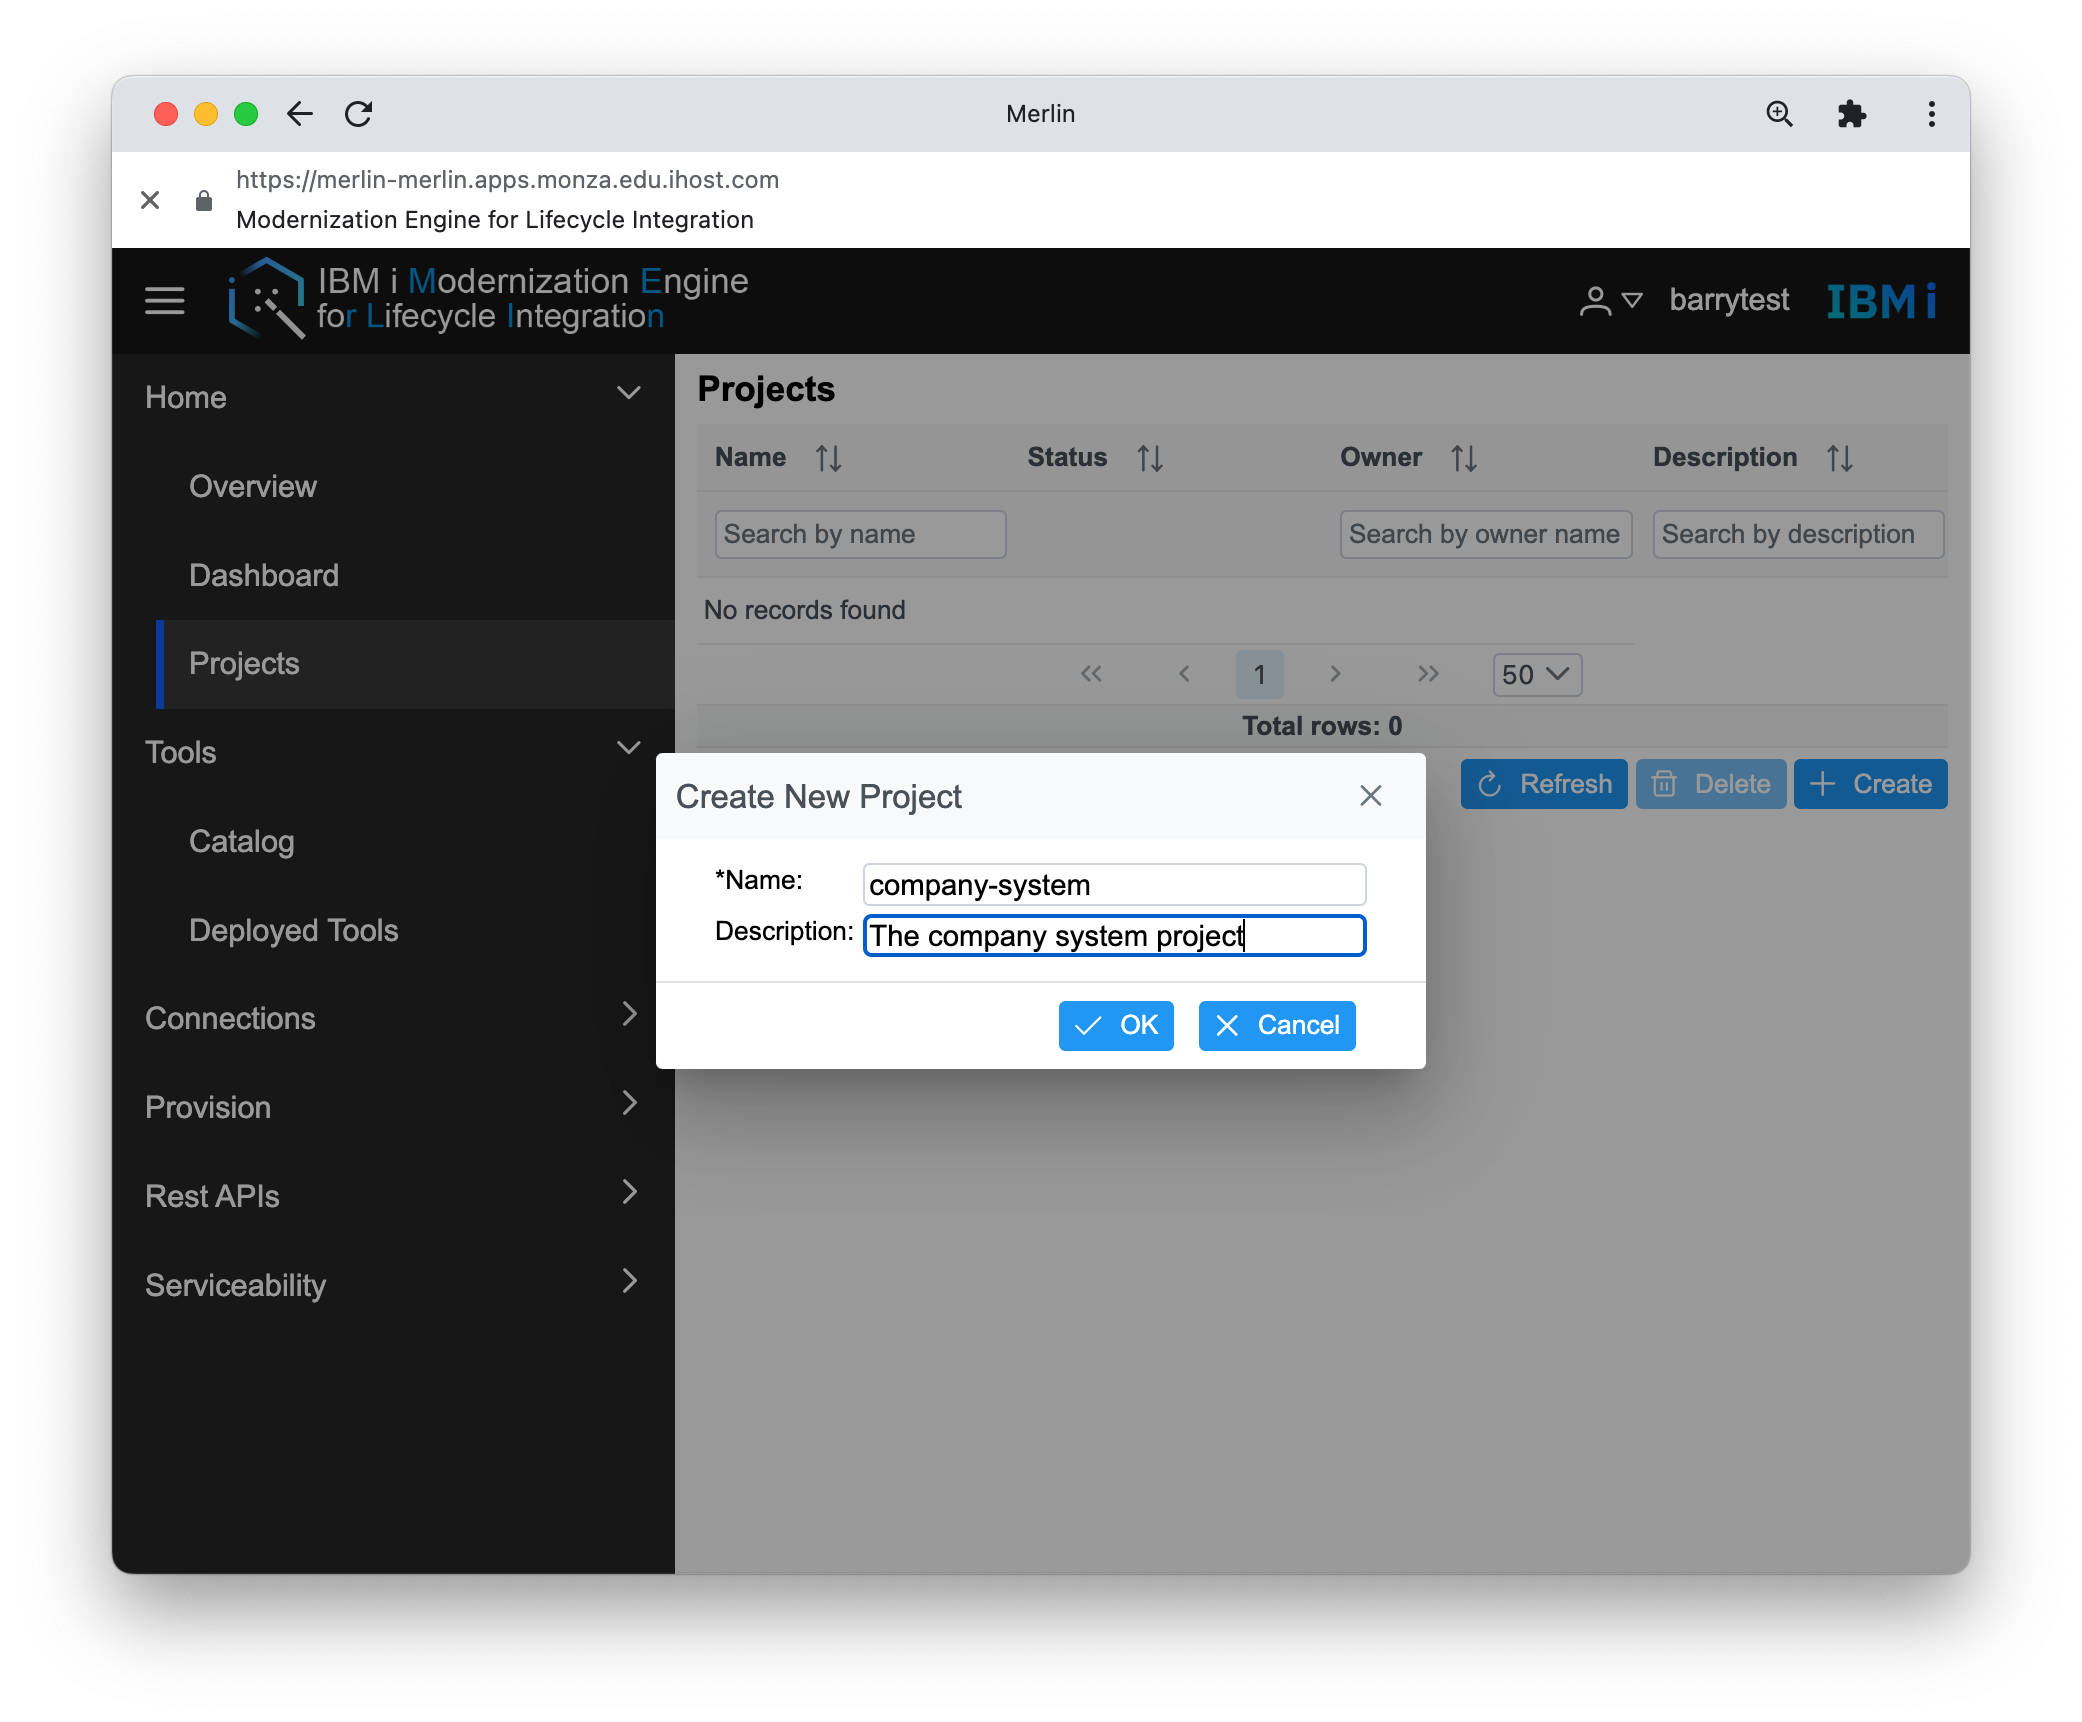 Merlin
https://merlin-merlin.apps.monza.edu.ihost.com
Modernization Engine for Lifecycle Integration
IBM i Modernization Engine
for Lifecycle Integration
barrytest
IBM i
Home
Overview
Dashboard
Projects
Tools
Catalog
Deployed Tools
Connections
Provision
Rest APIs
Serviceability
Projects
Name Status Owner Description
Search by name Search by owner name Search by description
No records found
1 50
Total rows: 0
Refresh Delete Create
Create New Project
*Name: company-system
Description: The company system project
OK Cancel